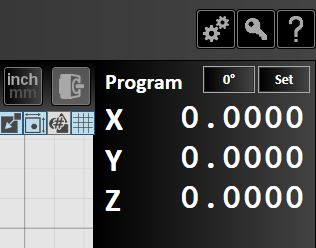 ?
inch
mm
Program 0° Set
X 0.0000
Y 0.0000
Z 0.0000